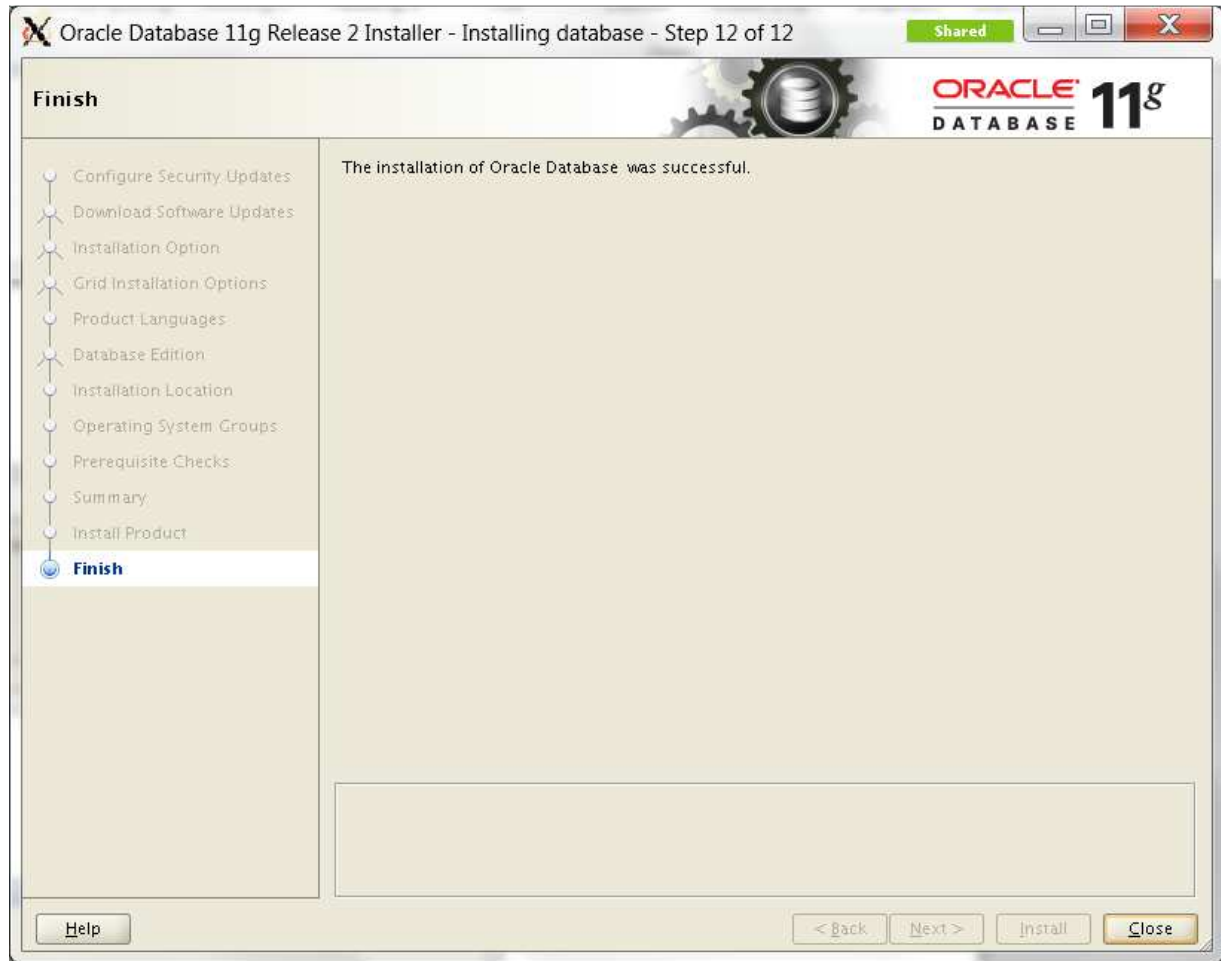 Oracle Database 11g Release 2 Installer - Installing database - Step 12 of 12
Shared
Finish
ORACLE
DATABASE
11g
Configure Security Updates
Download Software Updates
Installation Option
Grid Installation Options
Product Languages
Database Edition
Installation Location
Operating System Groups
Prerequisite Checks
Summary
Install Product
Finish
The installation of Oracle Database was successful.
Help
< Back
Next >
Install
Close